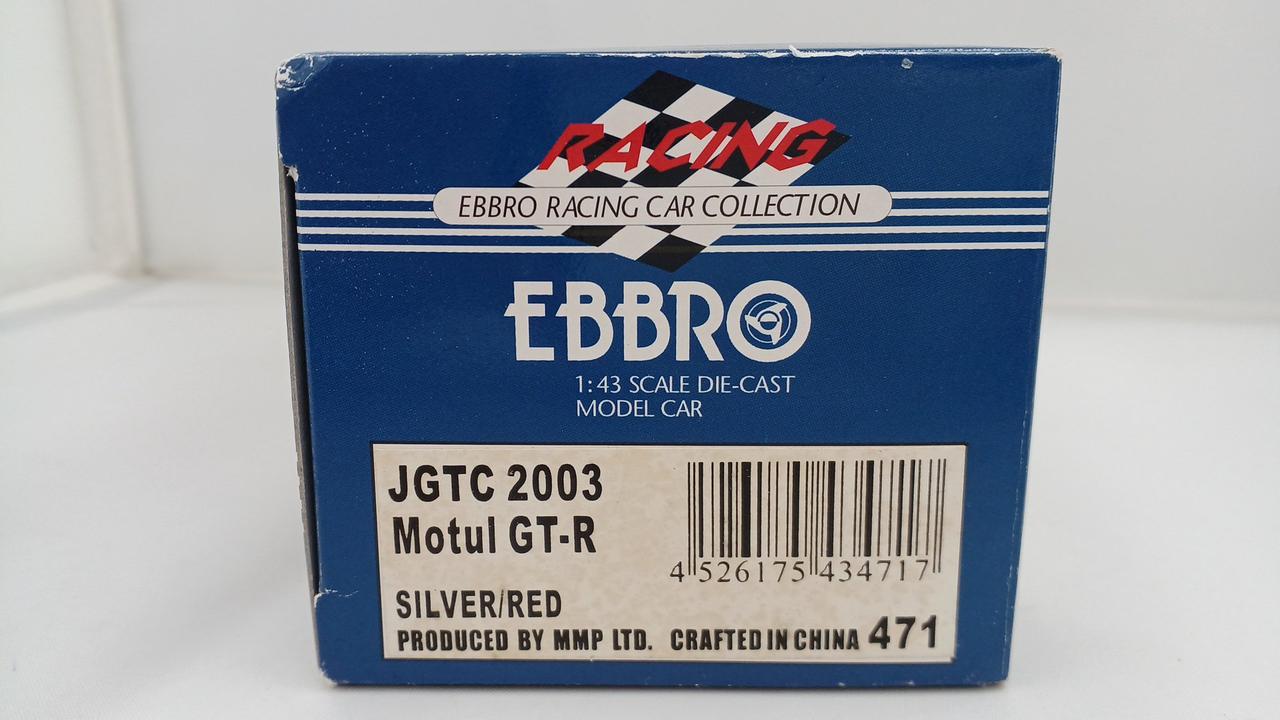 RACING
EBBRO RACING CAR COLLECTION
EBBRO
1:43 SCALE DIE-CAST
MODEL CAR
JGTC 2003
Motul GT-R
4 526175 434717
SILVER/RED
PRODUCED BY MMP LTD. CRAFTED IN CHINA 471